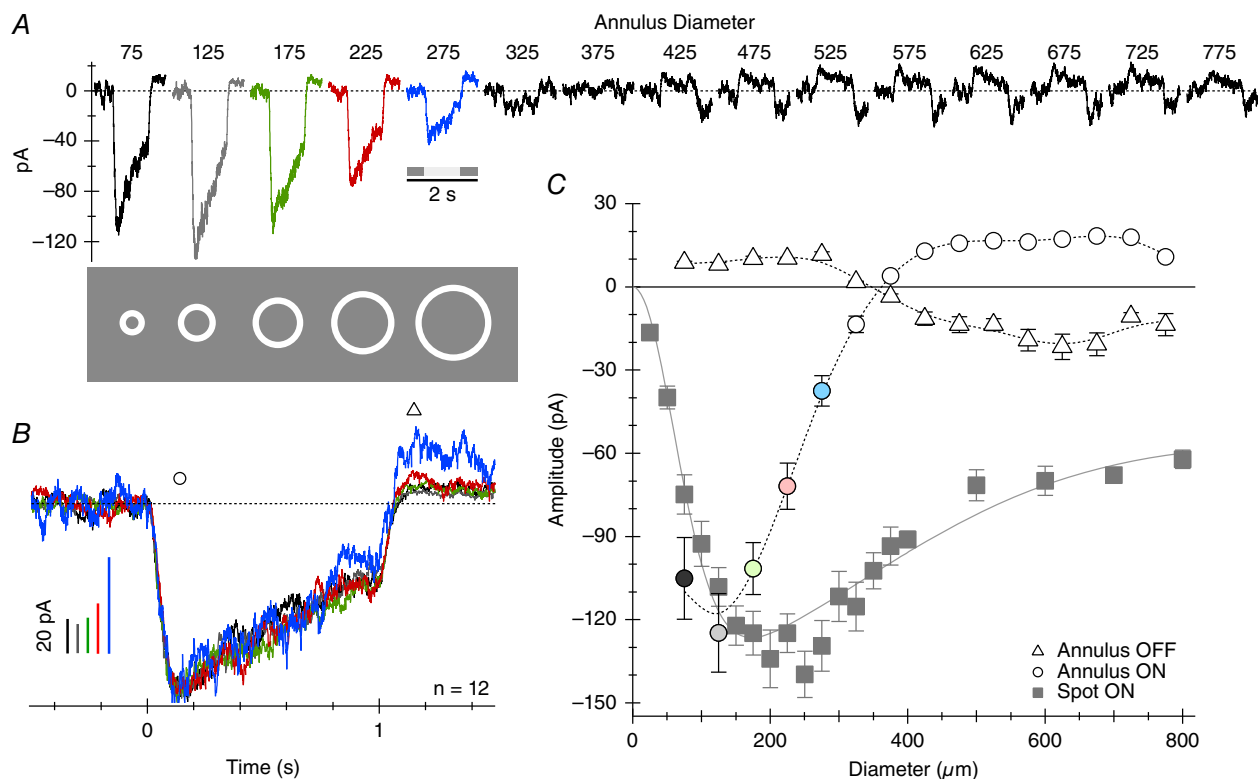 A
Annulus Diameter
75 125 175 225 275 325 375 425 475 525 575 625 675 725 775
0
−40
−80
−120
pA
2 s
B
20 pA
n = 12
0 1
Time (s)
C
30
0
−30
−60
−90
−120
−150
Amplitude (pA)
Annulus OFF
Annulus ON
Spot ON
0 200 400 600 800
Diameter (µm)